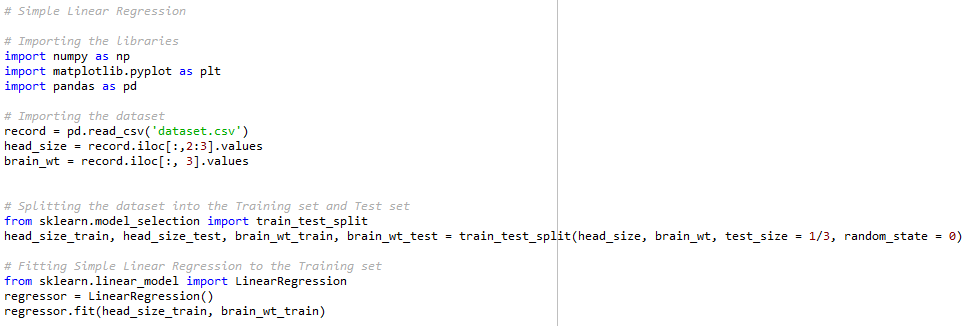 # Simple Linear Regression
# Importing the libraries
import numpy as np
import matplotlib.pyplot as plt
import pandas as pd
# Importing the dataset
record = pd.read_csv('dataset.csv')
head_size = record.iloc[:,2:3].values
brain_wt = record.iloc[:, 3].values
# Splitting the dataset into the Training set and Test set
from sklearn.model_selection import train_test_split
head_size_train, head_size_test, brain_wt_train, brain_wt_test = train_test_split(head_size, brain_wt, test_size = 1/3, random_state = 0)
# Fitting Simple Linear Regression to the Training set
from sklearn.linear_model import LinearRegression
regressor = LinearRegression()
regressor.fit(head_size_train, brain_wt_train)